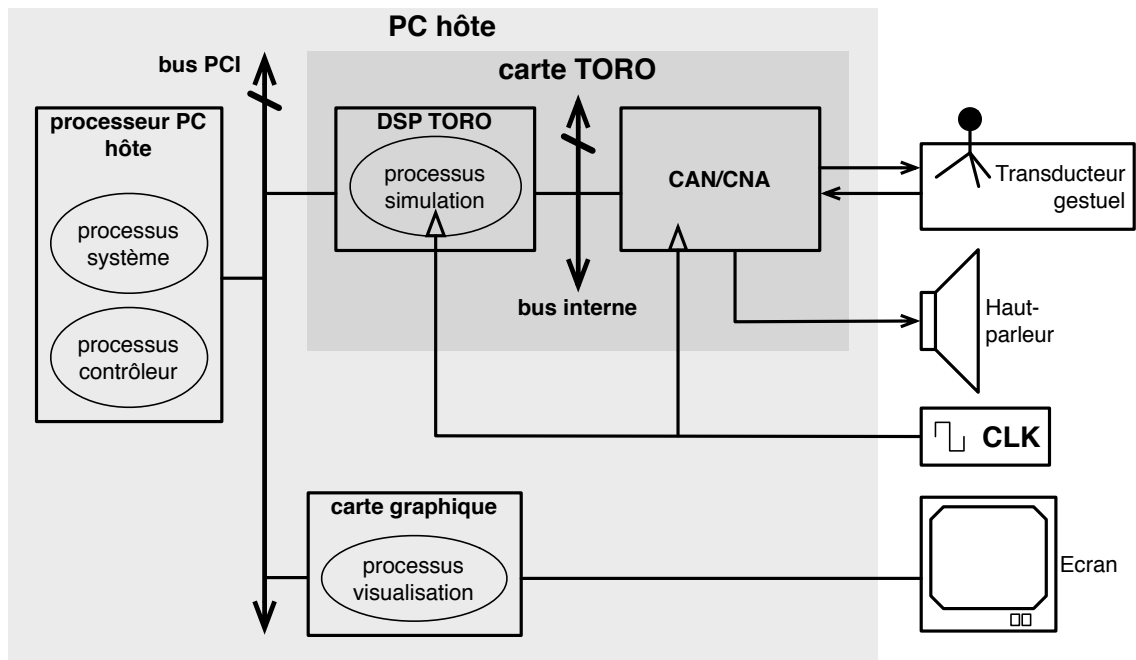 PC hôte
bus PCI
carte TORO
processeur PC
hôte
DSP TORO
processus
simulation
CAN/CNA
Transducteur
gestuel
processus
système
bus interne
Haut-
parleur
processus
contrôleur
CLK
carte graphique
processus
visualisation
Ecran